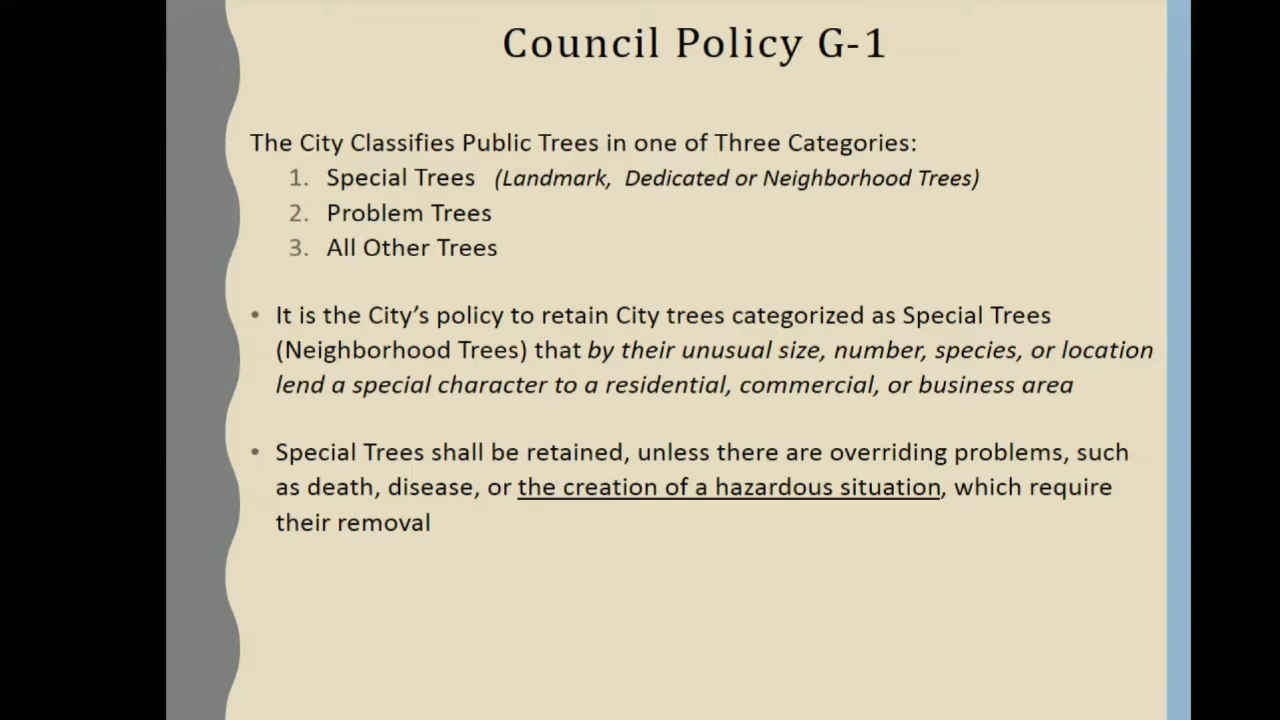 Council Policy G-1
The City Classifies Public Trees in one of Three Categories:
1. Special Trees (Landmark, Dedicated or Neighborhood Trees)
2. Problem Trees
3. All Other Trees
• It is the City’s policy to retain City trees categorized as Special Trees
(Neighborhood Trees) that by their unusual size, number, species, or location
lend a special character to a residential, commercial, or business area
• Special Trees shall be retained, unless there are overriding problems, such
as death, disease, or the creation of a hazardous situation, which require
their removal